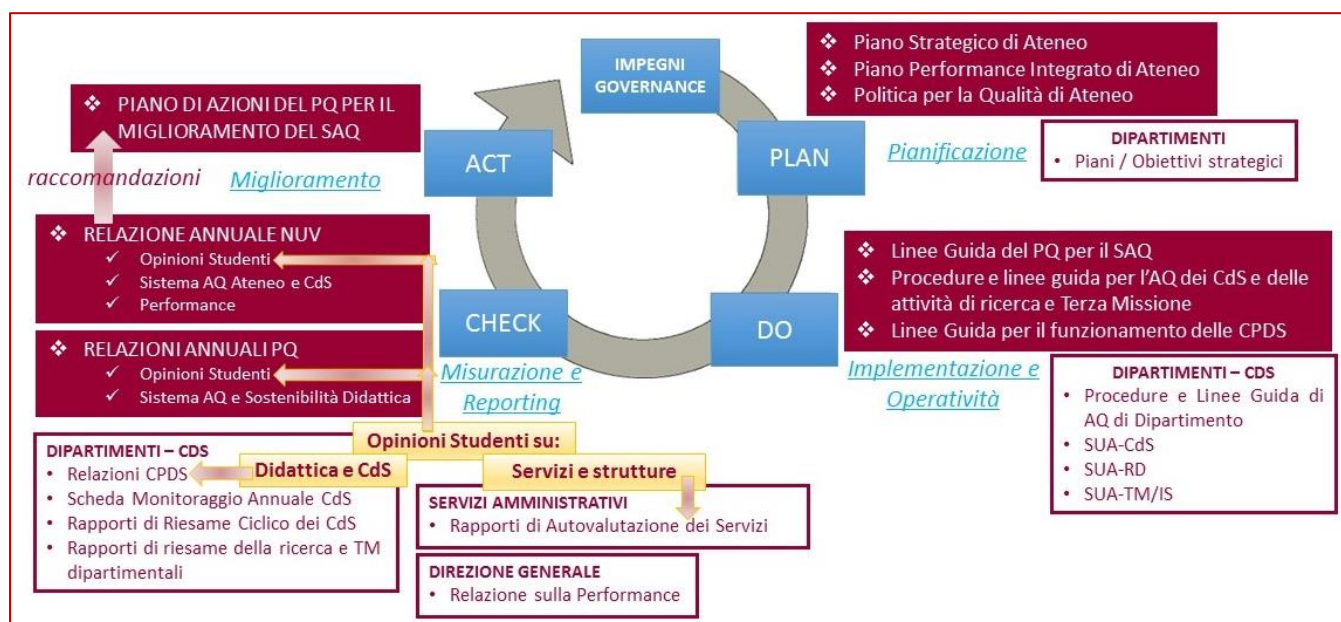 IMPEGNI
GOVERNANCE
❖ Piano Strategico di Ateneo
❖ Piano Performance Integrato di Ateneo
❖ Politica per la Qualità di Ateneo
PLAN
Pianificazione
DIPARTIMENTI
• Piani / Obiettivi strategici
❖ Linee Guida del PQ per il SAQ
❖ Procedure e linee guida per l'AQ dei CdS e delle
attività di ricerca e Terza Missione
❖ Linee Guida per il funzionamento delle CPDS
DO
Implementazione e
Operatività
DIPARTIMENTI – CDS
• Procedure e Linee Guida di
AQ di Dipartimento
• SUA-CdS
• SUA-RD
• SUA-TM/IS
CHECK
Misurazione e
Reporting
❖ RELAZIONE ANNUALE NUV
✓ Opinioni Studenti
✓ Sistema AQ Ateneo e CdS
✓ Performance
❖ RELAZIONI ANNUALI PQ
✓ Opinioni Studenti
✓ Sistema AQ e Sostenibilità Didattica
Opinioni Studenti su:
Didattica e CdS
Servizi e strutture
DIPARTIMENTI – CDS
• Relazioni CPDS
• Scheda Monitoraggio Annuale CdS
• Rapporti di Riesame Ciclico dei CdS
• Rapporti di riesame della ricerca e TM
dipartimentali
SERVIZI AMMINISTRATIVI
• Rapporti di Autovalutazione dei Servizi
DIREZIONE GENERALE
• Relazione sulla Performance
ACT
Miglioramento
raccomandazioni
❖ PIANO DI AZIONI DEL PQ PER IL
MIGLIORAMENTO DEL SAQ